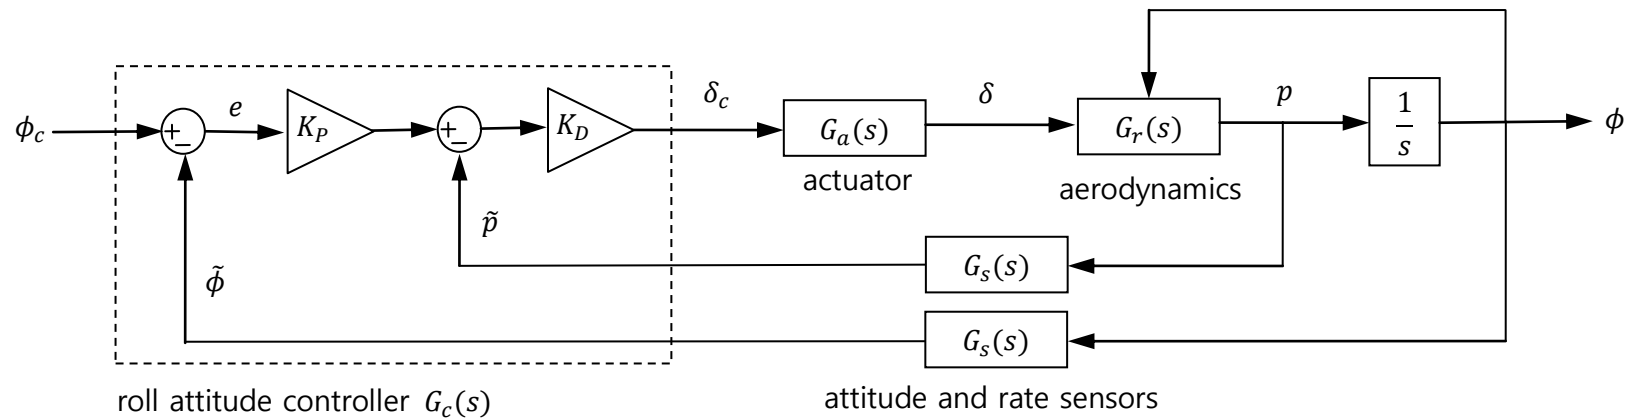 ϕ_c
+
−
e
K_P
+
−
K_D
δ_c
G_a(s)
actuator
δ
G_r(s)
aerodynamics
p
1
s
ϕ
p̃
G_s(s)
ϕ̃
G_s(s)
roll attitude controller G_c(s)
attitude and rate sensors